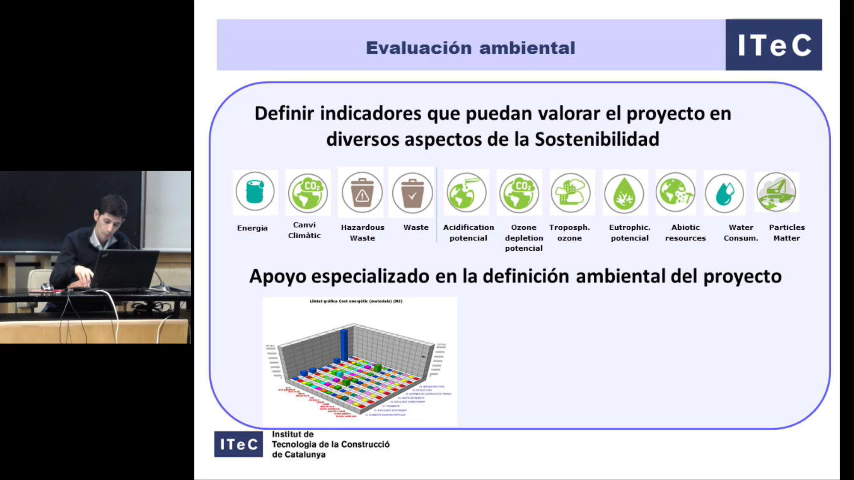 Evaluación ambiental
ITeC
Definir indicadores que puedan valorar el proyecto en
diversos aspectos de la Sostenibilidad
CO2
CO2
Energia
Canvi
Climàtic
Hazardous
Waste
Waste
Acidification
potencial
Ozone
depletion
potencial
Troposph.
ozone
Eutrophic.
potencial
Abiotic
resources
Water
Consum.
Particles
Matter
Apoyo especializado en la definición ambiental del proyecto
ITeC
Institut de
Tecnologia de la Construcció
de Catalunya